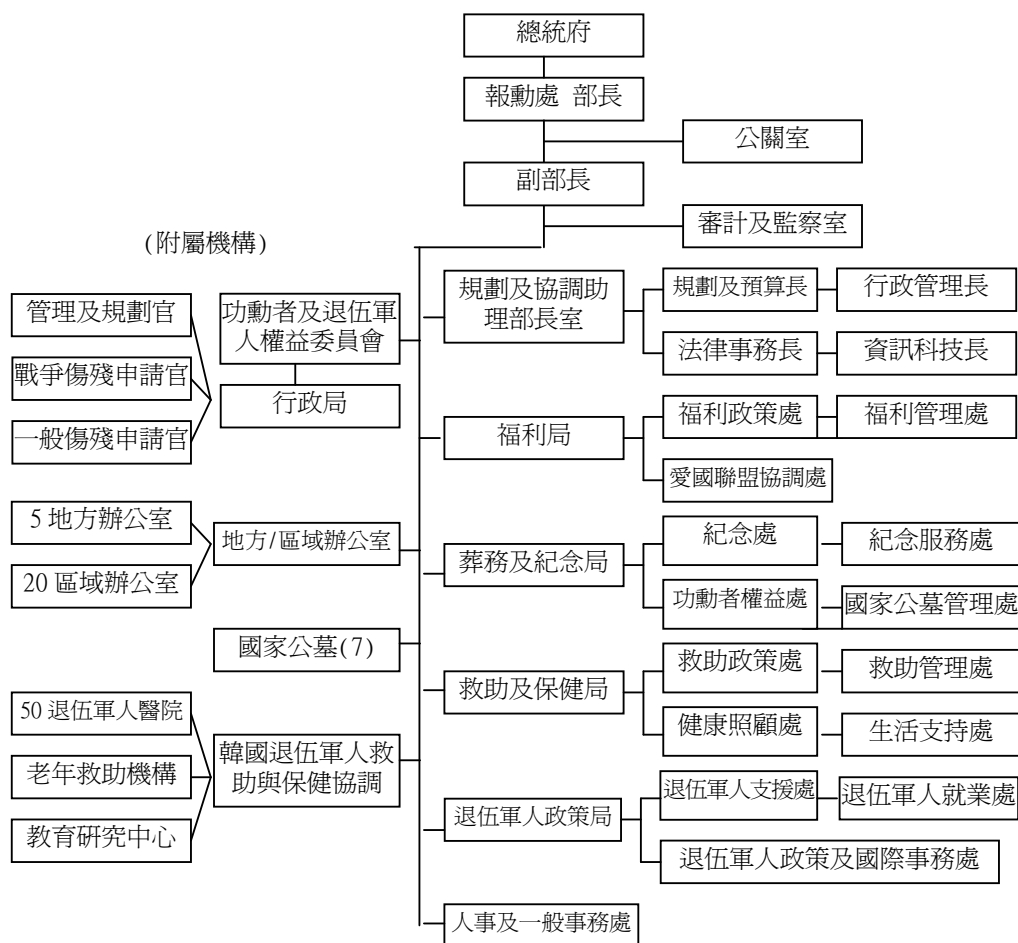 總統府
報勳處 部長
公關室
副部長
審計及監察室
(附屬機構)
管理及規劃官
戰爭傷殘申請官
一般傷殘申請官
功勳者及退伍軍
人權益委員會
行政局
5 地方辦公室
20 區域辦公室
地方/區域辦公室
國家公墓(7)
50 退伍軍人醫院
老年救助機構
教育研究中心
韓國退伍軍人救
助與保健協調
規劃及協調助
理部長室
規劃及預算長
行政管理長
法律事務長
資訊科技長
福利局
福利政策處
福利管理處
愛國聯盟協調處
葬務及紀念局
紀念處
紀念服務處
功勳者權益處
國家公墓管理處
救助及保健局
救助政策處
救助管理處
健康照顧處
生活支持處
退伍軍人政策局
退伍軍人支援處
退伍軍人就業處
退伍軍人政策及國際事務處
人事及一般事務處